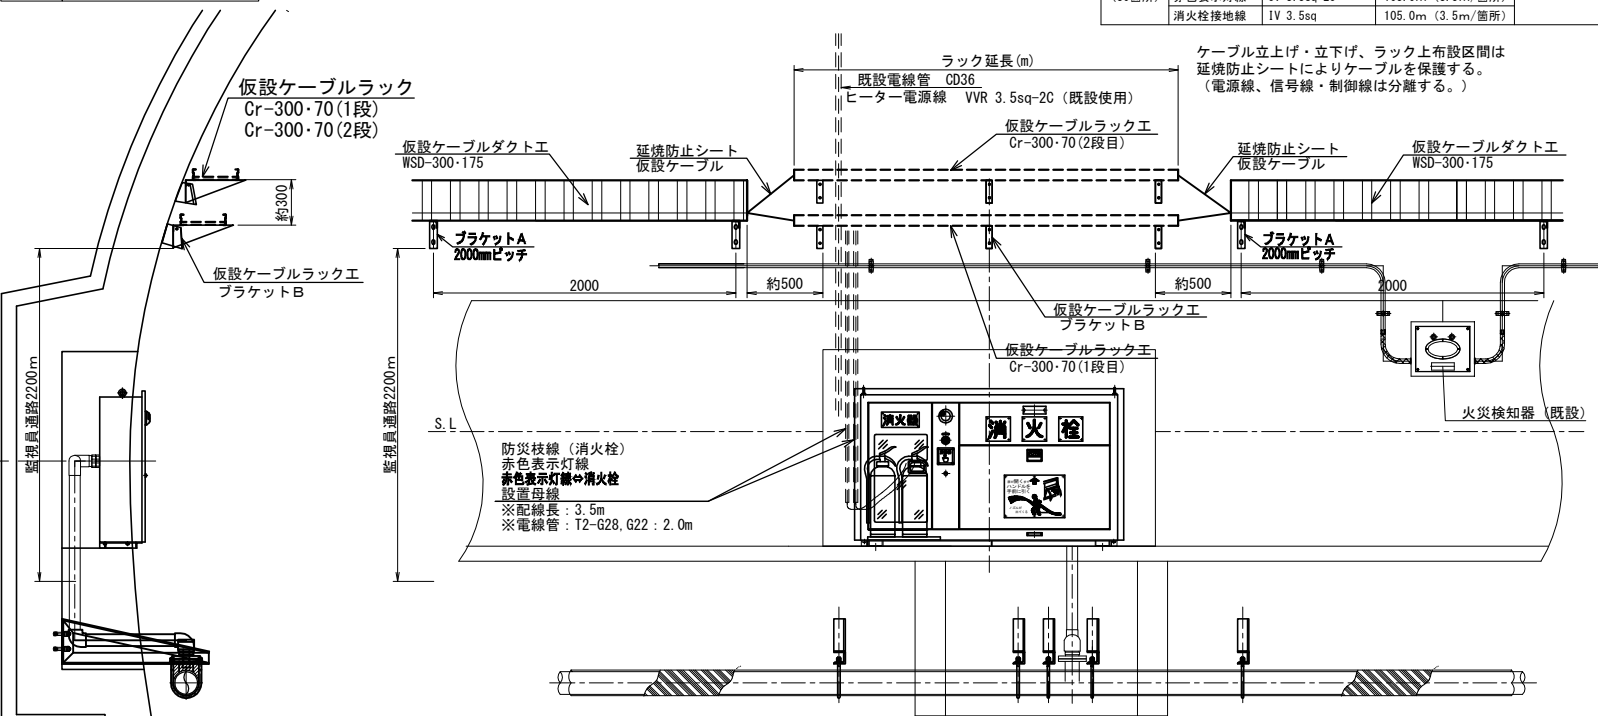 消火栓接地線 IV 3.5sq 105.0m (3.5m/箇所)
ケーブル立上げ・立下げ、ラック上布設区間は
延焼防止シートによりケーブルを保護する。
（電源線、信号線・制御線は分離する。）
ラック延長(m)
既設電線管 CD36
ヒーター電源線 VVR 3.5sq-2C（既設使用）
仮設ケーブルラック
Cr-300・70(1段)
Cr-300・70(2段)
仮設ケーブルダクト工
WSD-300・175
延焼防止シート
仮設ケーブル
仮設ケーブルラック工
Cr-300・70(2段目)
延焼防止シート
仮設ケーブル
仮設ケーブルダクト工
WSD-300・175
約300
ブラケットA
2000mmピッチ
ブラケットA
2000mmピッチ
仮設ケーブルラック工
ブラケットB
2000
約500
約500
2000
仮設ケーブルラック工
ブラケットB
仮設ケーブルラック工
Cr-300・70(1段目)
監視員通路2200m
監視員通路2200m
S.L
火災検知器（既設）
消火器
消火栓
防災枝線（消火栓）
赤色表示灯線
赤色表示灯線⇔消火栓
設置母線
※配線長：3.5m
※電線管：T2-G28,G22：2.0m